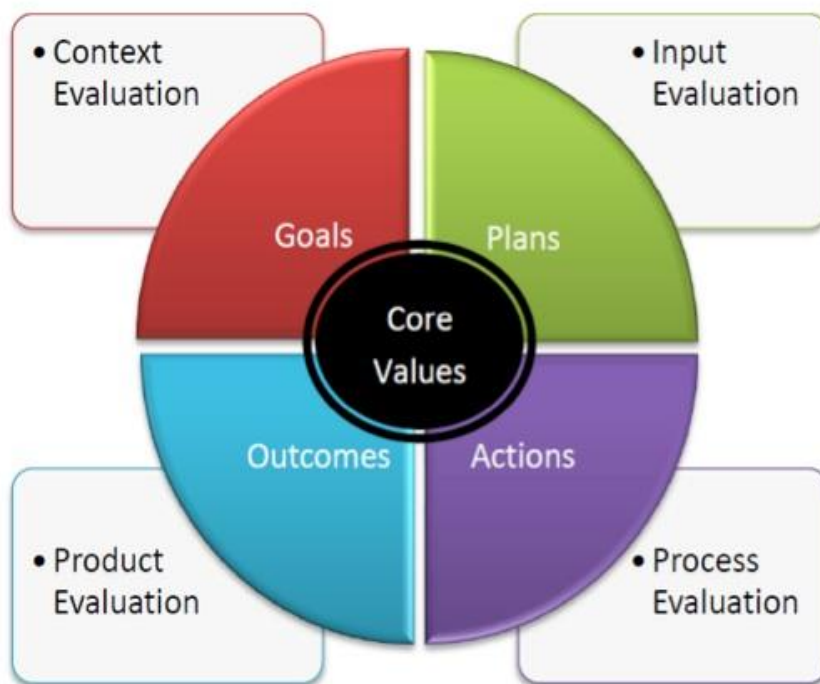 • Context
Evaluation
• Input
Evaluation
Goals
Plans
Core
Values
Outcomes
Actions
• Product
Evaluation
• Process
Evaluation